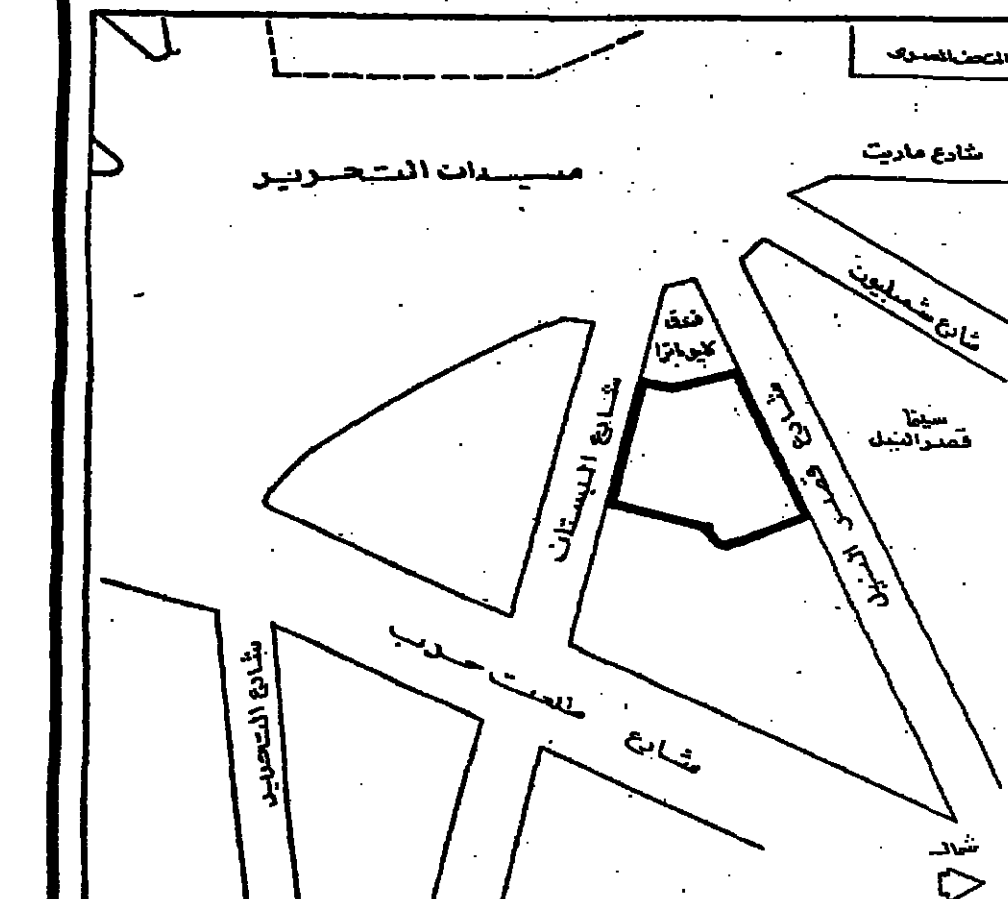 المتحف المصرى
شارع ماريت
ميدان التحرير
شارع شمبليون
فندق
كليوباترا
شارع البستان
شارع قصر النيل
سينما
قصر النيل
شارع طلعت حرب
شارع التحرير
شمال